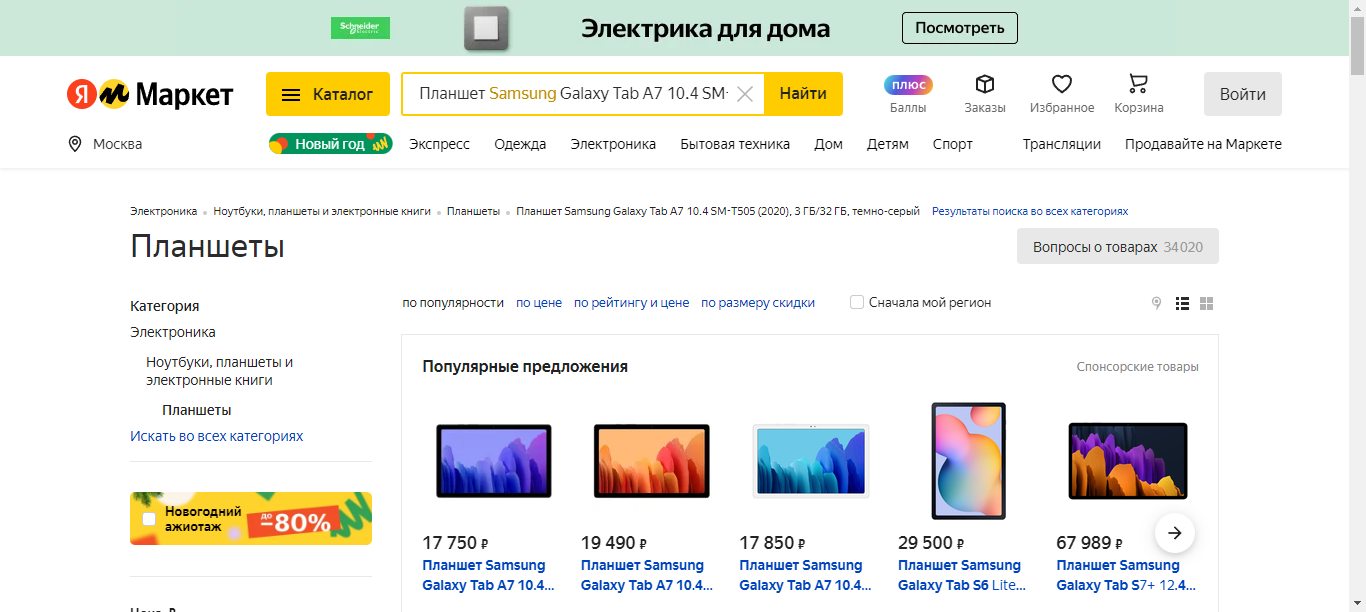 Schneider Electric
Электрика для дома
Посмотреть
Я Маркет
Каталог
Планшет Samsung Galaxy Tab A7 10.4 SM-
Найти
плюс
Баллы
Заказы
Избранное
Корзина
Войти
Москва
Новый год
Экспресс
Одежда
Электроника
Бытовая техника
Дом
Детям
Спорт
Трансляции
Продавайте на Маркете
Электроника
Ноутбуки, планшеты и электронные книги
Планшеты
Планшет Samsung Galaxy Tab A7 10.4 SM-T505 (2020), 3 ГБ/32 ГБ, темно-серый
Результаты поиска во всех категориях
Планшеты
Вопросы о товарах 34020
Категория
Электроника
Ноутбуки, планшеты и
электронные книги
Планшеты
Искать во всех категориях
Новогодний
ажиотаж
до -80%
по популярности
по цене
по рейтингу и цене
по размеру скидки
Сначала мой регион
Популярные предложения
Спонсорские товары
17 750 ₽
Планшет Samsung
Galaxy Tab A7 10.4...
19 490 ₽
Планшет Samsung
Galaxy Tab A7 10.4...
17 850 ₽
Планшет Samsung
Galaxy Tab A7 10.4...
29 500 ₽
Планшет Samsung
Galaxy Tab S6 Lite...
67 989 ₽
Планшет Samsung
Galaxy Tab S7+ 12.4...